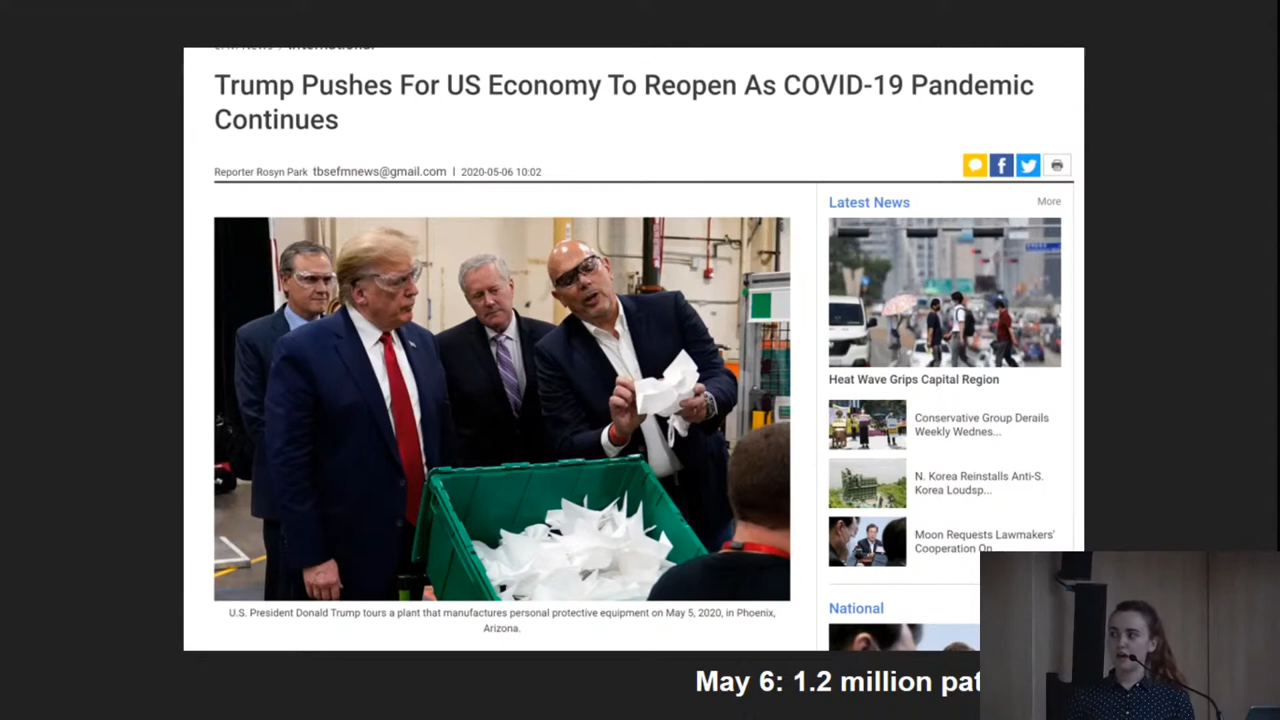 Trump Pushes For US Economy To Reopen As COVID-19 Pandemic
Continues
Reporter Rosyn Park tbsefmnews@gmail.com | 2020-05-06 10:02
Latest News
More
Heat Wave Grips Capital Region
Conservative Group Derails
Weekly Wednes...
N. Korea Reinstalls Anti-S.
Korea Loudsp...
Moon Requests Lawmakers'
Cooperation On
U.S. President Donald Trump tours a plant that manufactures personal protective equipment on May 5, 2020, in Phoenix,
Arizona.
National
May 6: 1.2 million pat